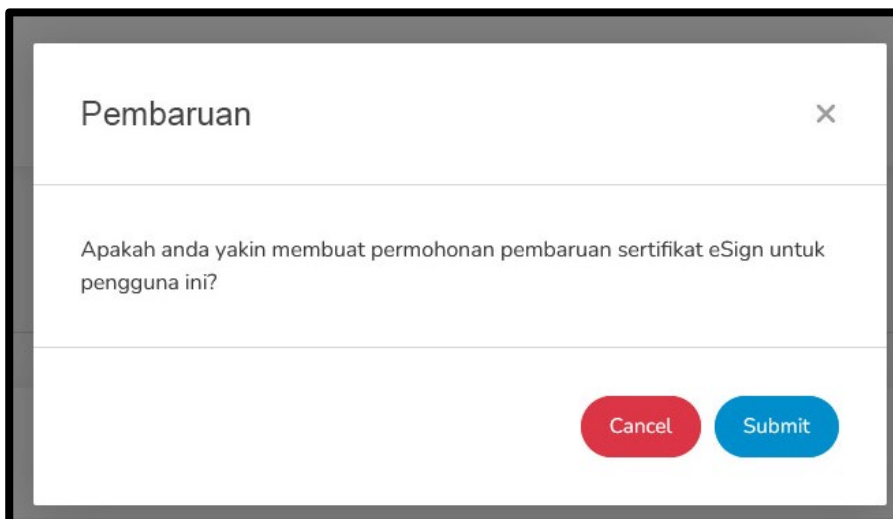 Pembaruan
Apakah anda yakin membuat permohonan pembaruan sertifikat eSign untuk
pengguna ini?
Cancel
Submit